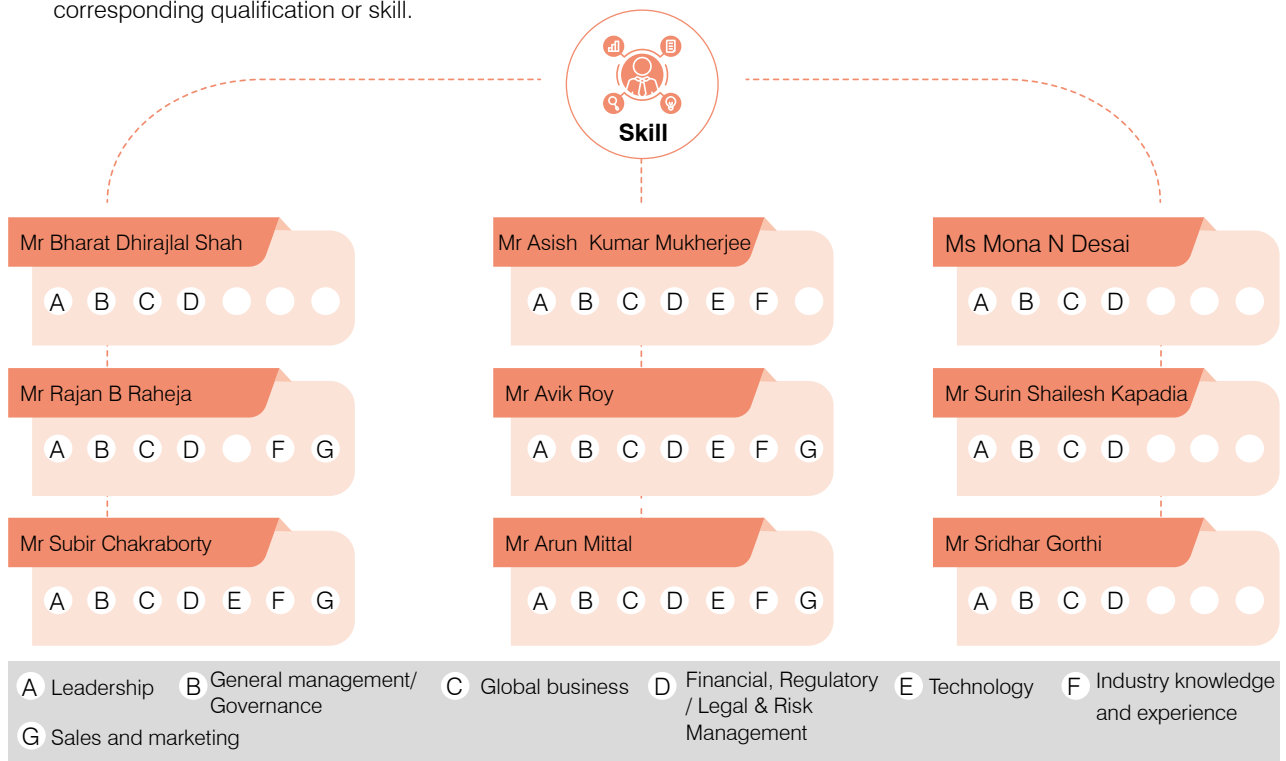 corresponding qualification or skill.
Skill
Mr Bharat Dhirajlal Shah
A B C D
Mr Asish Kumar Mukherjee
A B C D E F
Ms Mona N Desai
A B C D
Mr Rajan B Raheja
A B C D F G
Mr Avik Roy
A B C D E F G
Mr Surin Shailesh Kapadia
A B C D
Mr Subir Chakraborty
A B C D E F G
Mr Arun Mittal
A B C D E F G
Mr Sridhar Gorthi
A B C D
A Leadership
B General management/
Governance
C Global business
D Financial, Regulatory
/ Legal & Risk
Management
E Technology
F Industry knowledge
and experience
G Sales and marketing